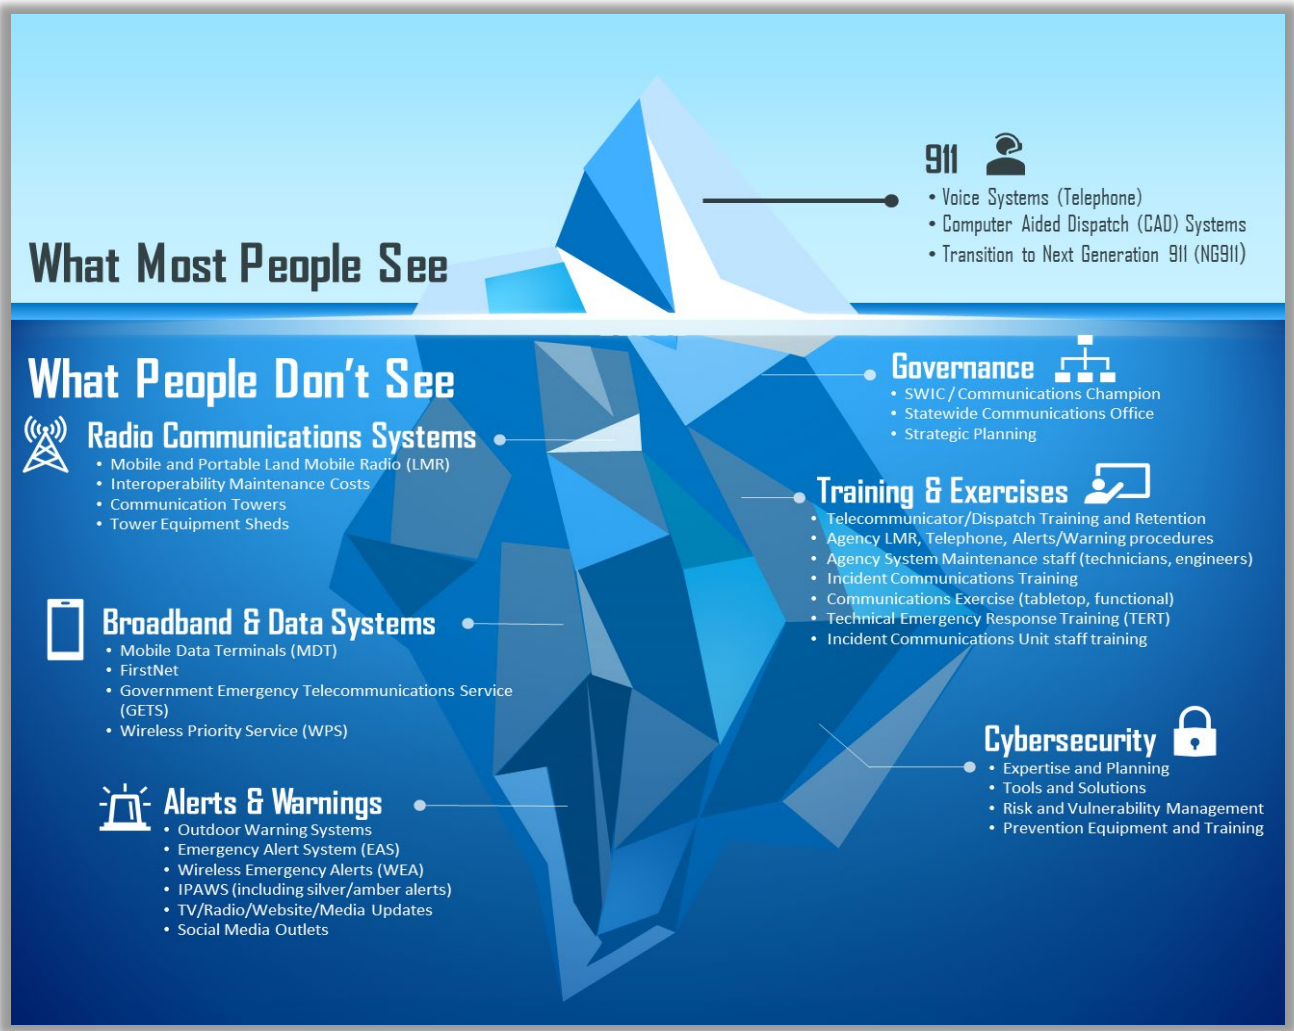 911
• Voice Systems (Telephone)
• Computer Aided Dispatch (CAD) Systems
• Transition to Next Generation 911 (NG911)
What Most People See
What People Don't See
Radio Communications Systems
• Mobile and Portable Land Mobile Radio (LMR)
• Interoperability Maintenance Costs
• Communication Towers
• Tower Equipment Sheds
Broadband & Data Systems
• Mobile Data Terminals (MDT)
• FirstNet
• Government Emergency Telecommunications Service
(GETS)
• Wireless Priority Service (WPS)
Alerts & Warnings
• Outdoor Warning Systems
• Emergency Alert System (EAS)
• Wireless Emergency Alerts (WEA)
• IPAWS (including silver/amber alerts)
• TV/Radio/Website/Media Updates
• Social Media Outlets
Governance
• SWIC / Communications Champion
• Statewide Communications Office
• Strategic Planning
Training & Exercises
• Telecommunicator/Dispatch Training and Retention
• Agency LMR, Telephone, Alerts/Warning procedures
• Agency System Maintenance staff (technicians, engineers)
• Incident Communications Training
• Communications Exercise (tabletop, functional)
• Technical Emergency Response Training (TERT)
• Incident Communications Unit staff training
Cybersecurity
• Expertise and Planning
• Tools and Solutions
• Risk and Vulnerability Management
• Prevention Equipment and Training